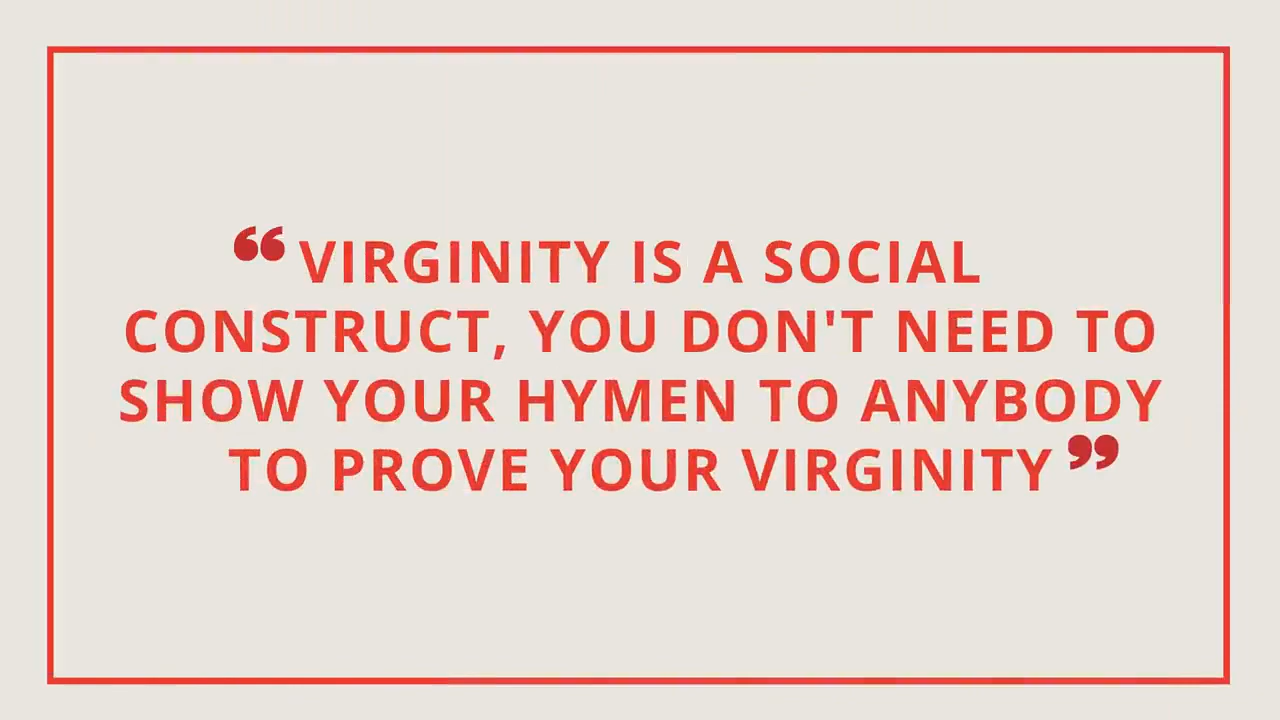 “VIRGINITY IS A SOCIAL
CONSTRUCT, YOU DON'T NEED TO
SHOW YOUR HYMEN TO ANYBODY
TO PROVE YOUR VIRGINITY”